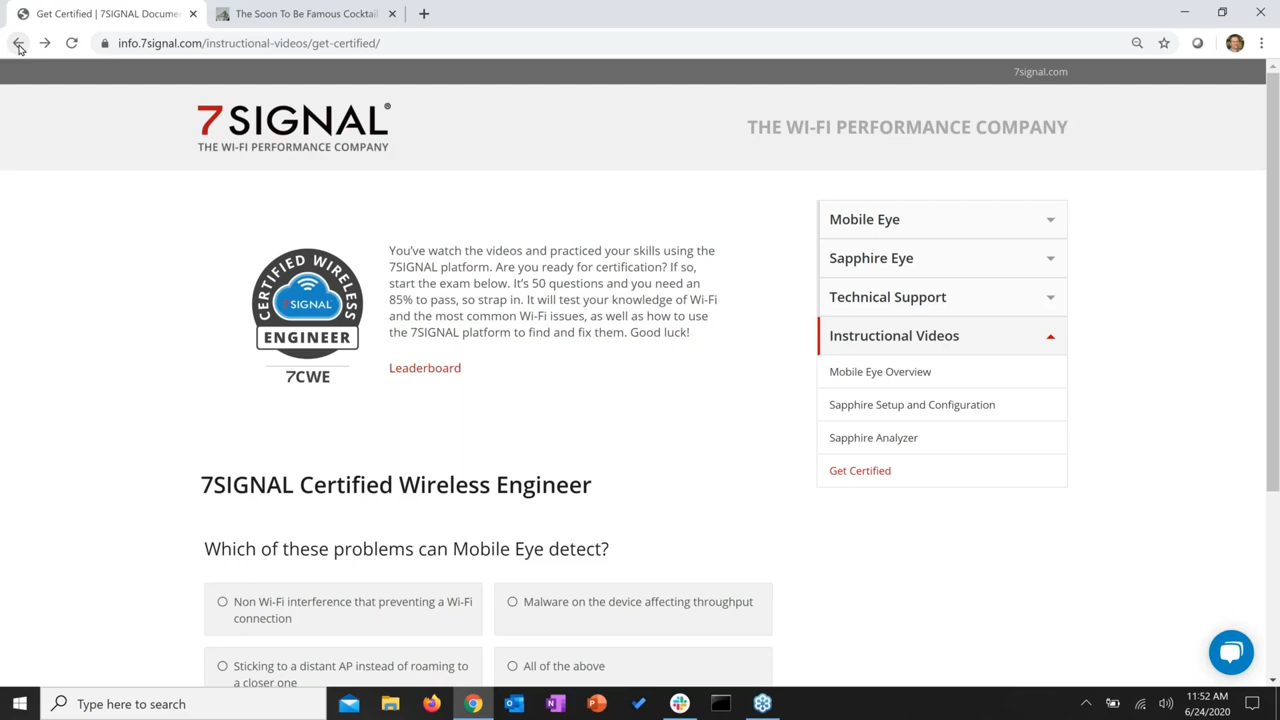 Get Certified | 7SIGNAL Docume
The Soon To Be Famous Cocktail
info.7signal.com/instructional-videos/get-certified/
7signal.com
7SIGNAL®
THE WI-FI PERFORMANCE COMPANY
THE WI-FI PERFORMANCE COMPANY
CERTIFIED WIRELESS
7SIGNAL
ENGINEER
7CWE
You've watch the videos and practiced your skills using the
7SIGNAL platform. Are you ready for certification? If so,
start the exam below. It's 50 questions and you need an
85% to pass, so strap in. It will test your knowledge of Wi-Fi
and the most common Wi-Fi issues, as well as how to use
the 7SIGNAL platform to find and fix them. Good luck!
Leaderboard
Mobile Eye
Sapphire Eye
Technical Support
Instructional Videos
Mobile Eye Overview
Sapphire Setup and Configuration
Sapphire Analyzer
Get Certified
7SIGNAL Certified Wireless Engineer
Which of these problems can Mobile Eye detect?
Non Wi-Fi interference that preventing a Wi-Fi
connection
Malware on the device affecting throughput
Sticking to a distant AP instead of roaming to
a closer one
All of the above
Type here to search
11:52 AM
6/24/2020